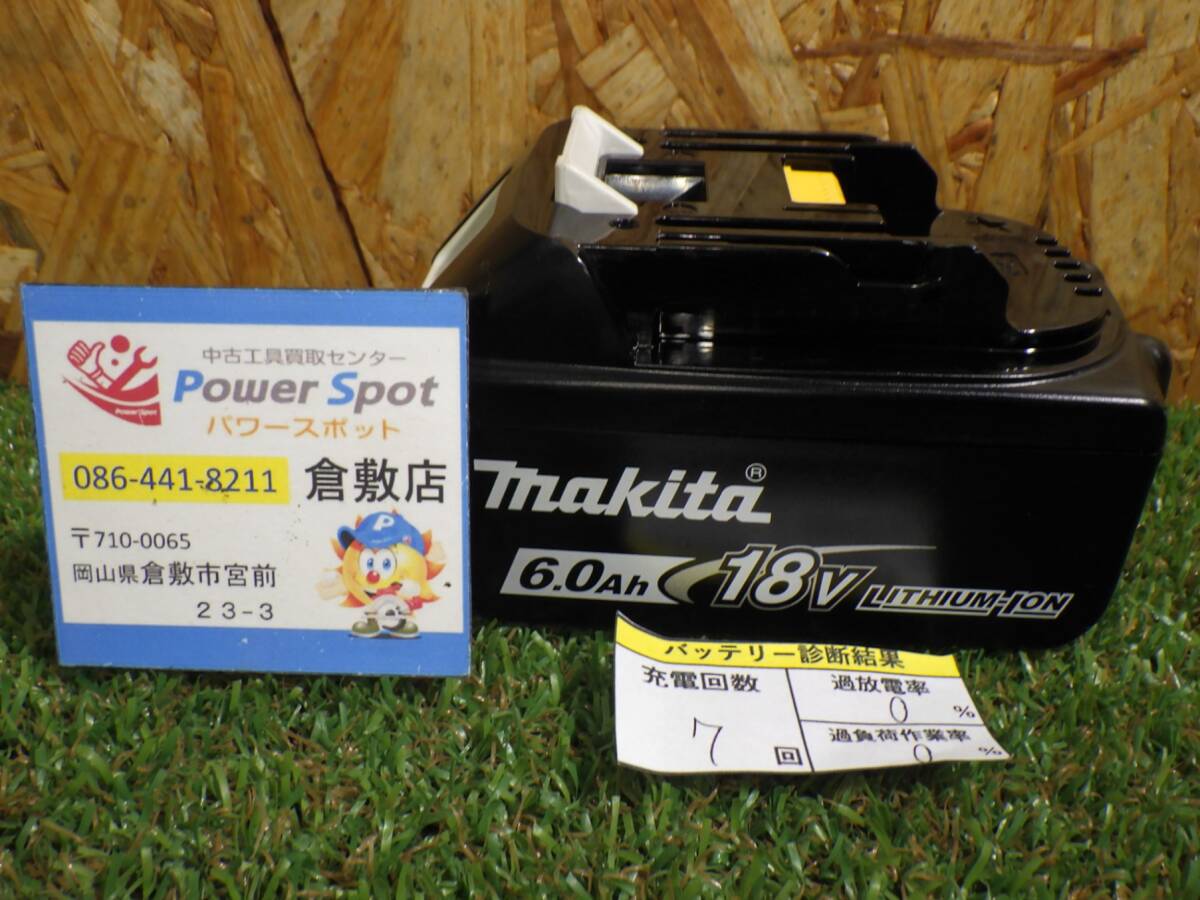 中古工具買取センター
Power Spot
Power Spot
パワースポット
086-441-8211 倉敷店
〒710-0065
岡山県倉敷市宮前
23-3
P
makita®
6.0Ah 18V LITHIUM-ION
バッテリー診断結果
充電回数
7 回
過放電率
0 %
過負荷作業率
0 %